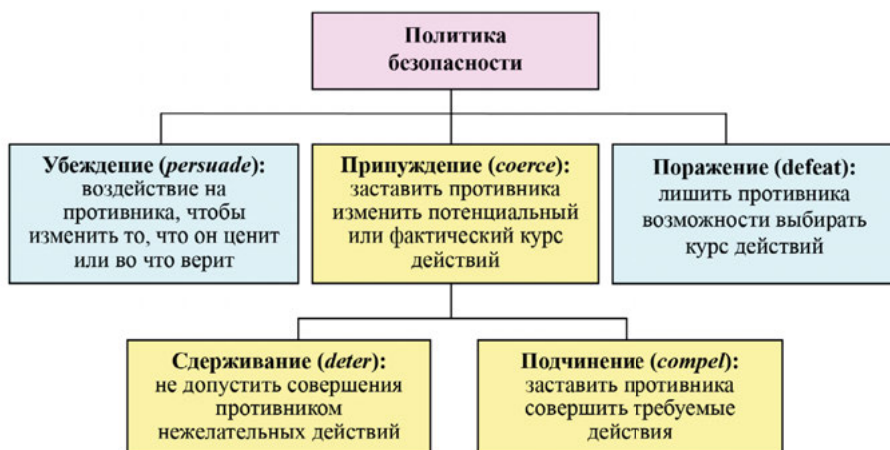 Политика
безопасности
Убеждение (persuade):
воздействие на
противника, чтобы
изменить то, что он ценит
или во что верит
Припуждение (coerce):
заставить противника
изменить потенциальный
или фактический курс
действий
Поражение (defeat):
лишить противника
возможности выбирать
курс действий
Сдерживание (deter):
не допустить совершения
противником
нежелательных действий
Подчинение (compel):
заставить противника
совершить требуемые
действия